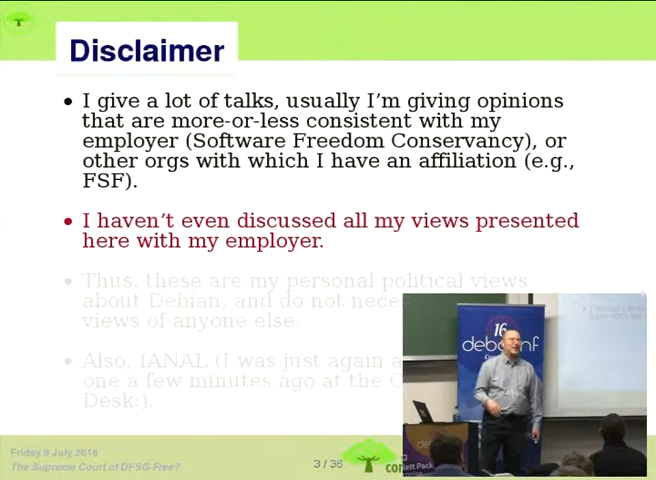 Disclaimer
• I give a lot of talks, usually I'm giving opinions
that are more-or-less consistent with my
employer (Software Freedom Conservancy), or
other orgs with which I have an affiliation (e.g.,
FSF).
• I haven't even discussed all my views presented
here with my employer.
• Thus, these are my personal political views
about Debian, and do not
views of anyone else.
• Also, IANAL (I was just again
one a few minutes ago at the
Desk:).
16
debconf
Friday 8 July 2016
The Supreme Court of DFSG-Free?
3 / 36